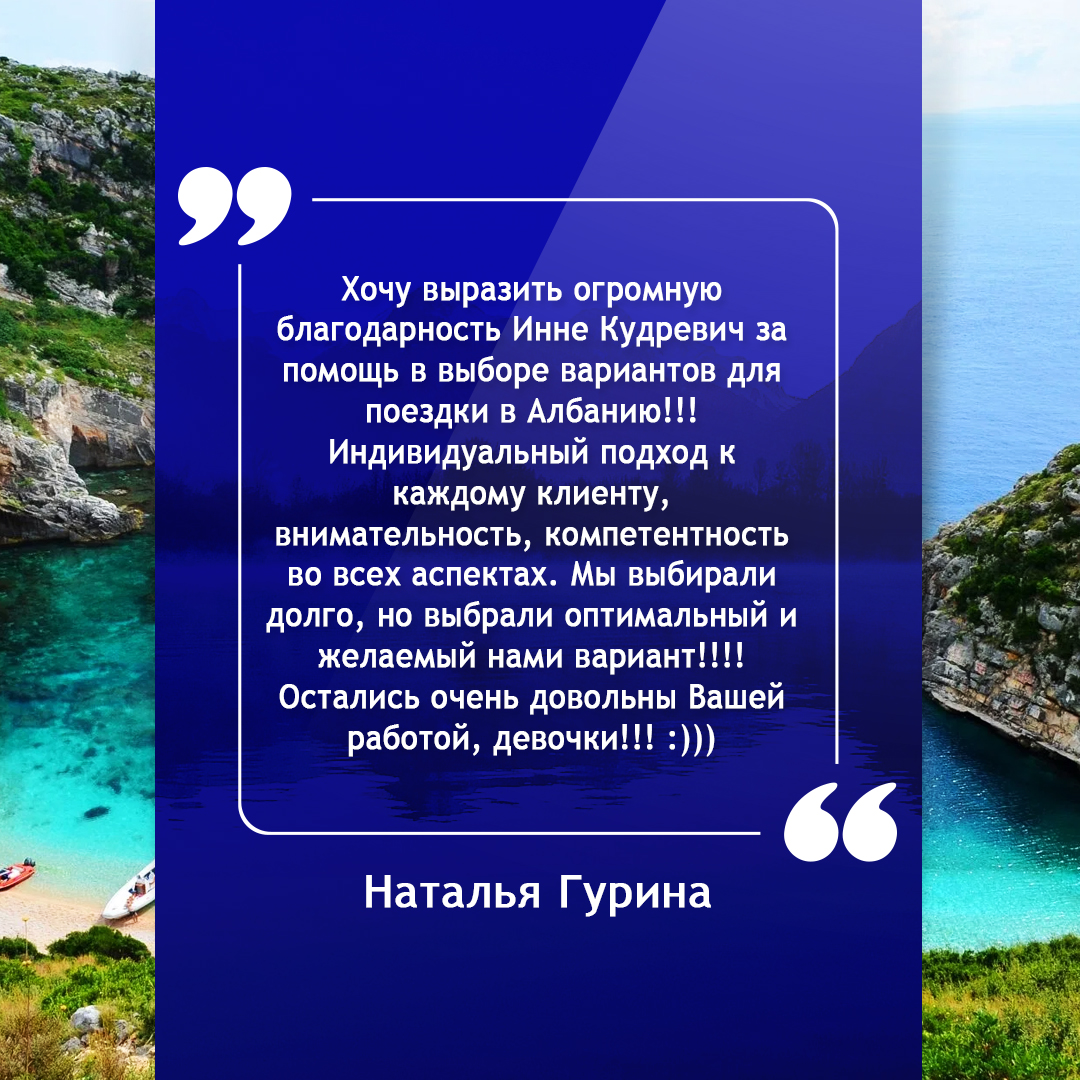 Хочу выразить огромную
благодарность Инне Кудревич за
помощь в выборе вариантов для
поездки в Албанию!!!
Индивидуальный подход к
каждому клиенту,
внимательность, компетентность
во всех аспектах. Мы выбирали
долго, но выбрали оптимальный и
желаемый нами вариант!!!!
Остались очень довольны Вашей
работой, девочки!!! :)))
Наталья Гурина